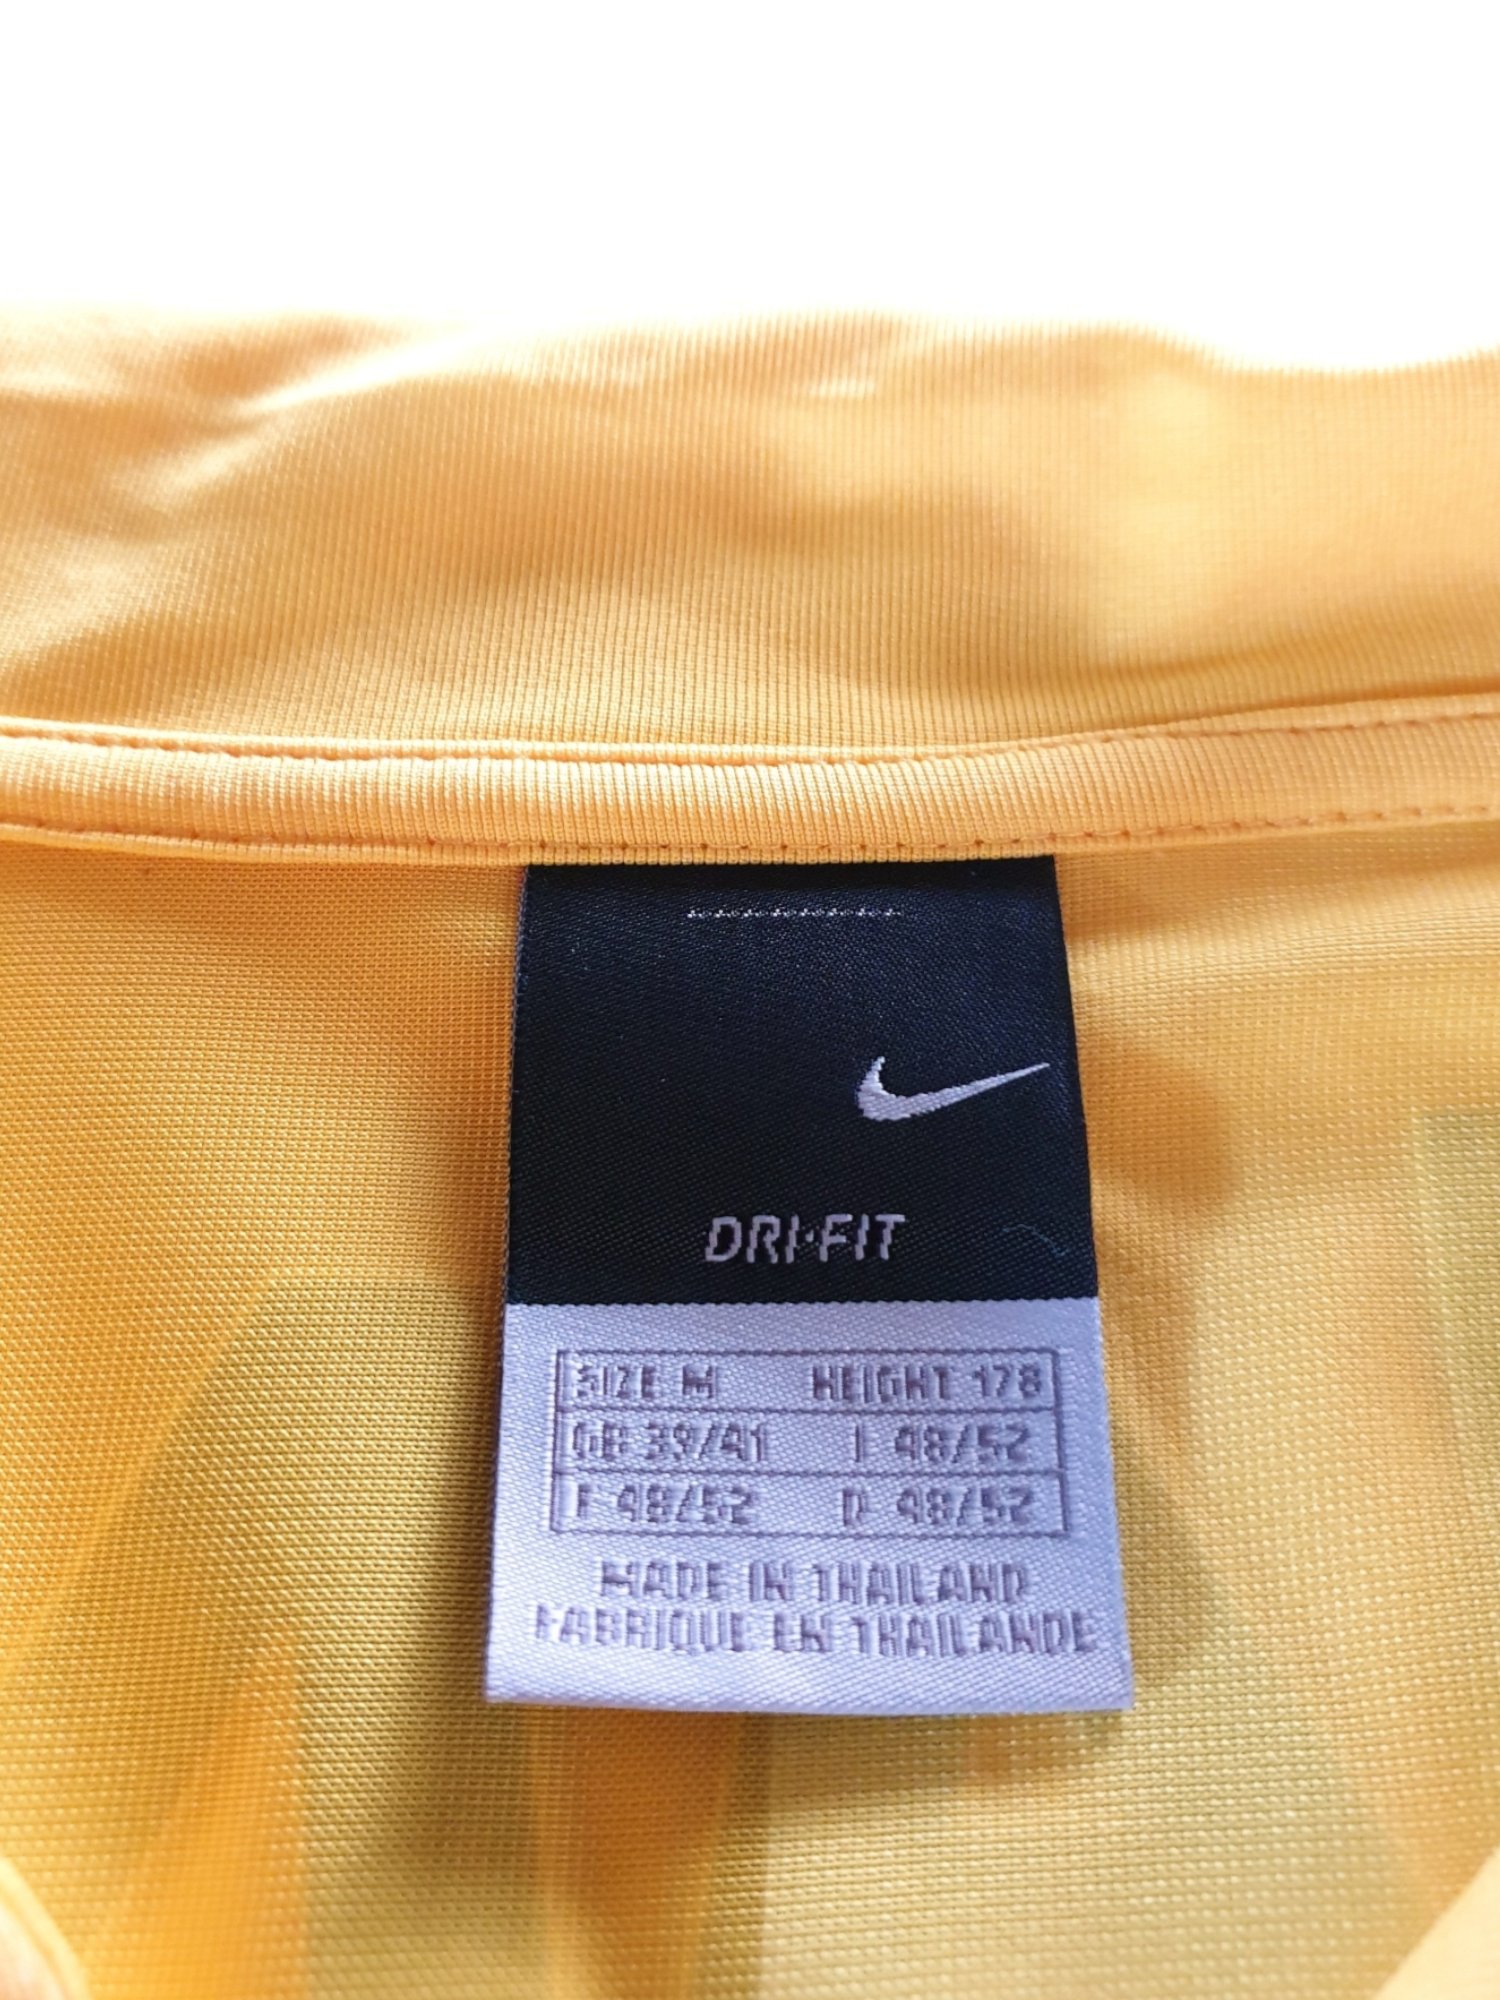 DRI-FIT
SIZE M HEIGHT 178
GB 39/41 I 48/52
F 48/52 D 48/52
MADE IN THAILAND
FABRIQUE EN THAILANDE